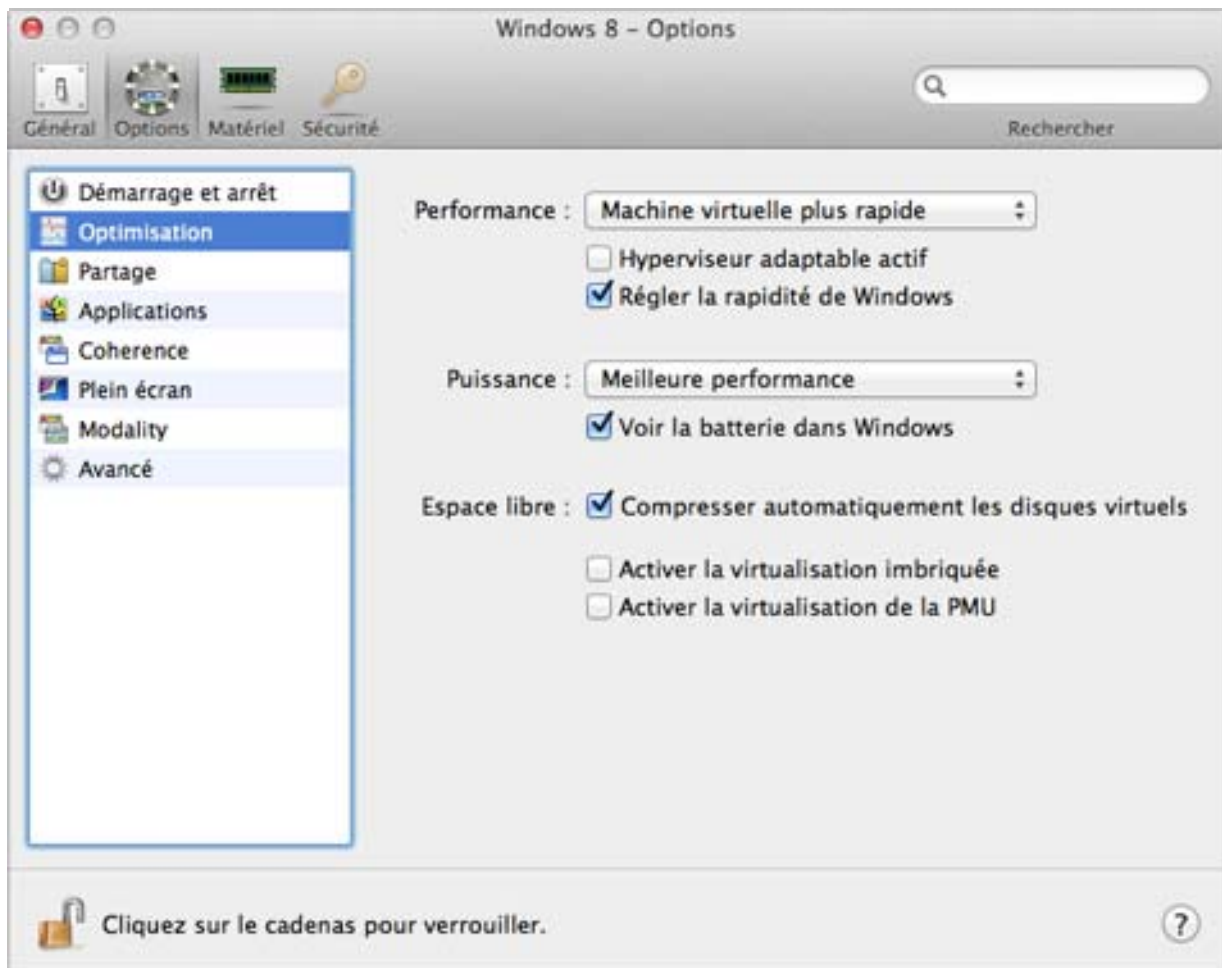 Windows 8 – Options
Général Options Matériel Sécurité
Rechercher
Démarrage et arrêt
Optimisation
Partage
Applications
Coherence
Plein écran
Modality
Avancé
Performance : Machine virtuelle plus rapide
Hyperviseur adaptable actif
Régler la rapidité de Windows
Puissance : Meilleure performance
Voir la batterie dans Windows
Espace libre : Compresser automatiquement les disques virtuels
Activer la virtualisation imbriquée
Activer la virtualisation de la PMU
Cliquez sur le cadenas pour verrouiller.
?